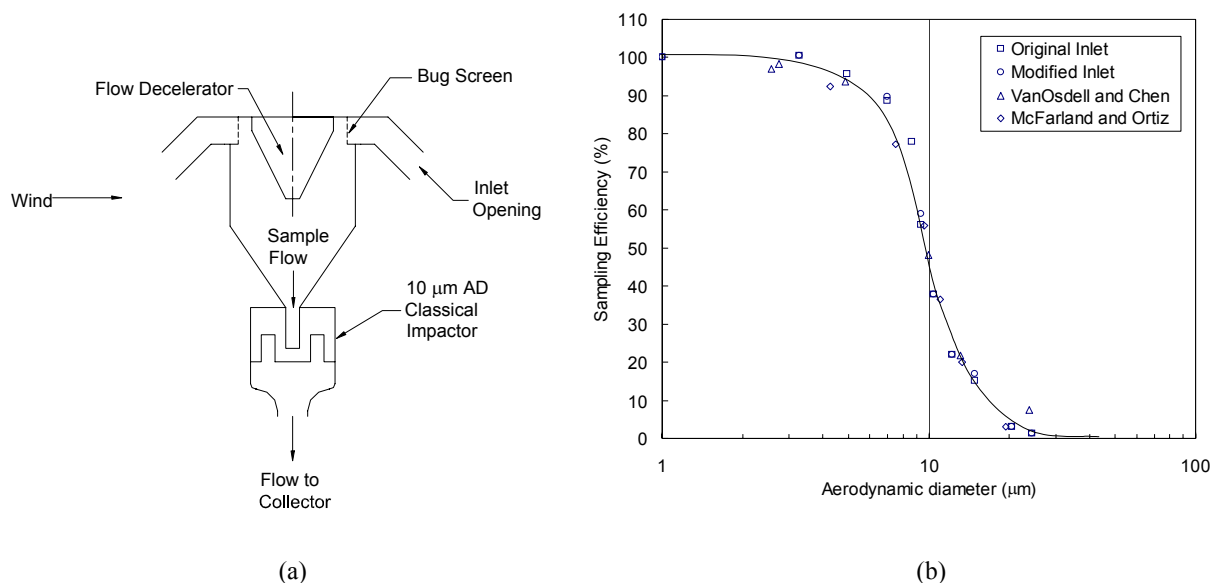 Flow Decelerator
Bug Screen
Wind
Inlet
Opening
Sample
Flow
10 μm AD
Classical
Impactor
Flow to
Collector
(a)
110
100
90
80
70
60
50
40
30
20
10
0
Sampling Efficiency (%)
1
10
100
Aerodynamic diameter (μm)
Original Inlet
Modified Inlet
VanOsdell and Chen
McFarland and Ortiz
(b)